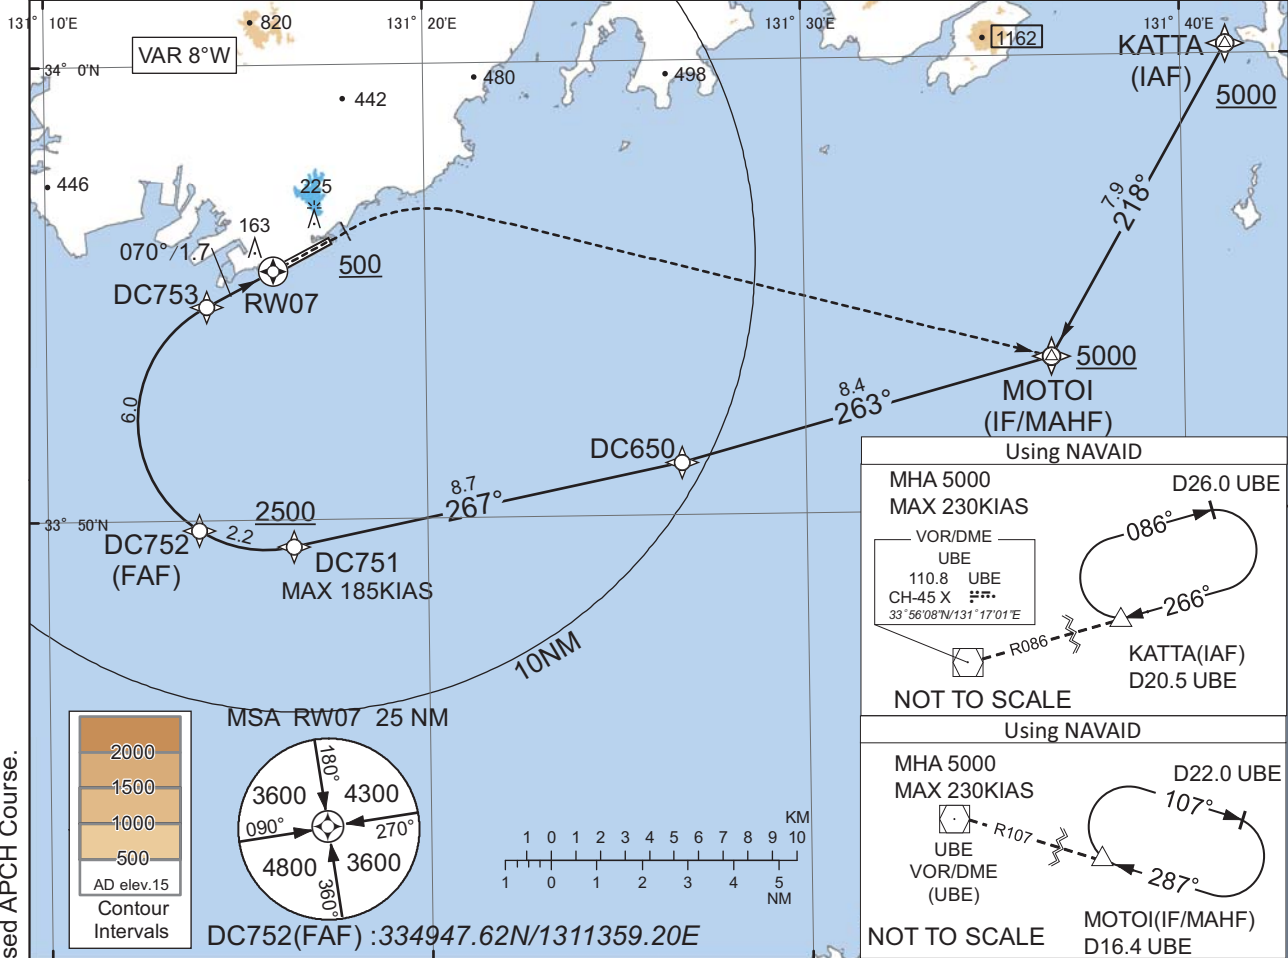 131° 10'E
820
131° 20'E
131° 30'E
131° 40'E
VAR 8°W
34° 0'N
480
498
1162
KATTA
(IAF)
5000
442
446
225
163
7.9
218°
070°/1.7
500
DC753
RW07
5000
MOTOI
(IF/MAHF)
8.4
263°
6.0
DC650
8.7
267°
2500
33° 50'N
2.2
DC752
(FAF)
DC751
MAX 185KIAS
10NM
Using NAVAID
MHA 5000
MAX 230KIAS
D26.0 UBE
VOR/DME
UBE
110.8 UBE
CH-45 X
33°56'08"N/131°17'01"E
086°
266°
R086
KATTA(IAF)
D20.5 UBE
NOT TO SCALE
Using NAVAID
MHA 5000
MAX 230KIAS
D22.0 UBE
107°
R107
287°
UBE
VOR/DME
(UBE)
MOTOI(IF/MAHF)
D16.4 UBE
NOT TO SCALE
MSA RW07 25 NM
180°
3600
4300
090°
270°
4800
3600
360°
2000
1500
1000
500
AD elev.15
Contour
Intervals
KM
1 0 1 2 3 4 5 6 7 8 9 10
1 0 1 2 3 4 5
NM
DC752(FAF) :334947.62N/1311359.20E
sed APCH Course.